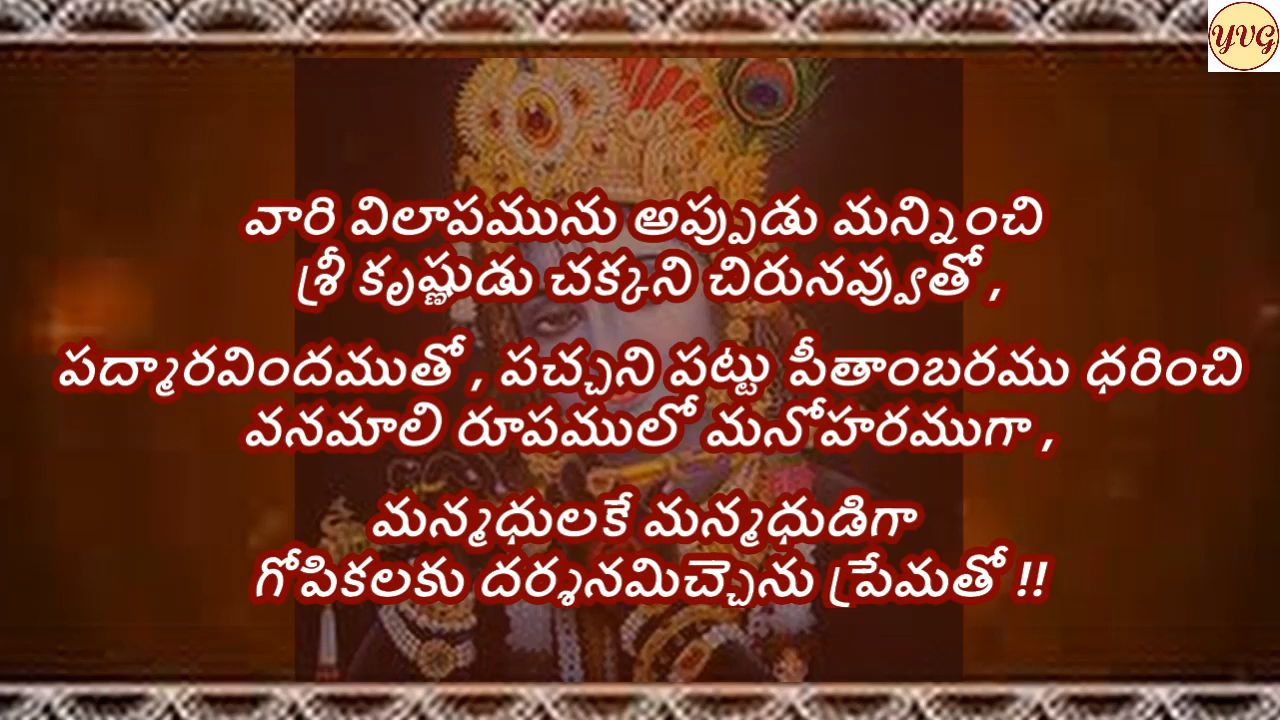 YVG
వారి విలాపమును అప్పుడు మన్నించి
శ్రీ కృష్ణుడు చక్కని చిరునవ్వుతో ,
పద్మారవిందముతో , పచ్చని పట్టు పీతాంబరము ధరించి
వనమాలి రూపములో మనోహరముగా ,
మన్మధులకే మన్మధుడిగా
గోపికలకు దర్శనమిచ్చెను ప్రేమతో !!